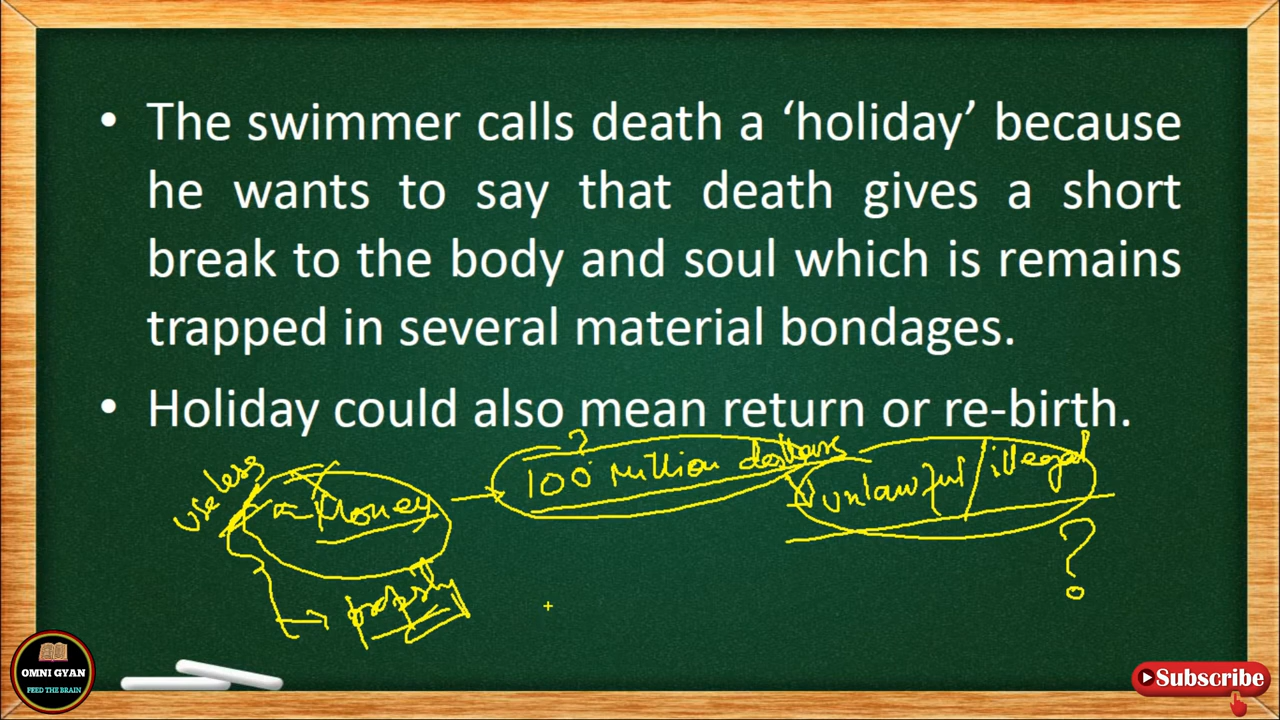 • The swimmer calls death a ‘holiday’ because
he wants to say that death gives a short
break to the body and soul which is remains
trapped in several material bondages.
• Holiday could also mean return or re-birth.
?
100 Million dollars
unlawful/illegal
useless
Money
?
property
OMNI GYAN
FEED THE BRAIN
Subscribe